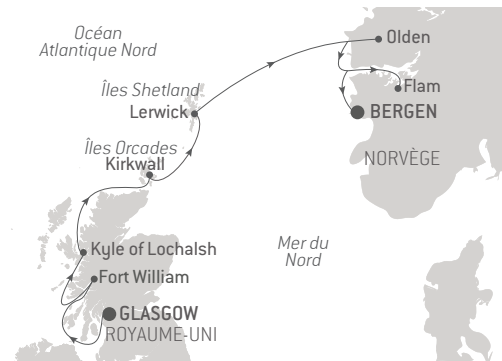 Océan
Atlantique Nord
Olden
Îles Shetland
Flam
Lerwick
BERGEN
Îles Orcades
Kirkwall
NORVÈGE
Mer du
Nord
Kyle of Lochalsh
Fort William
GLASGOW
ROYAUME-UNI